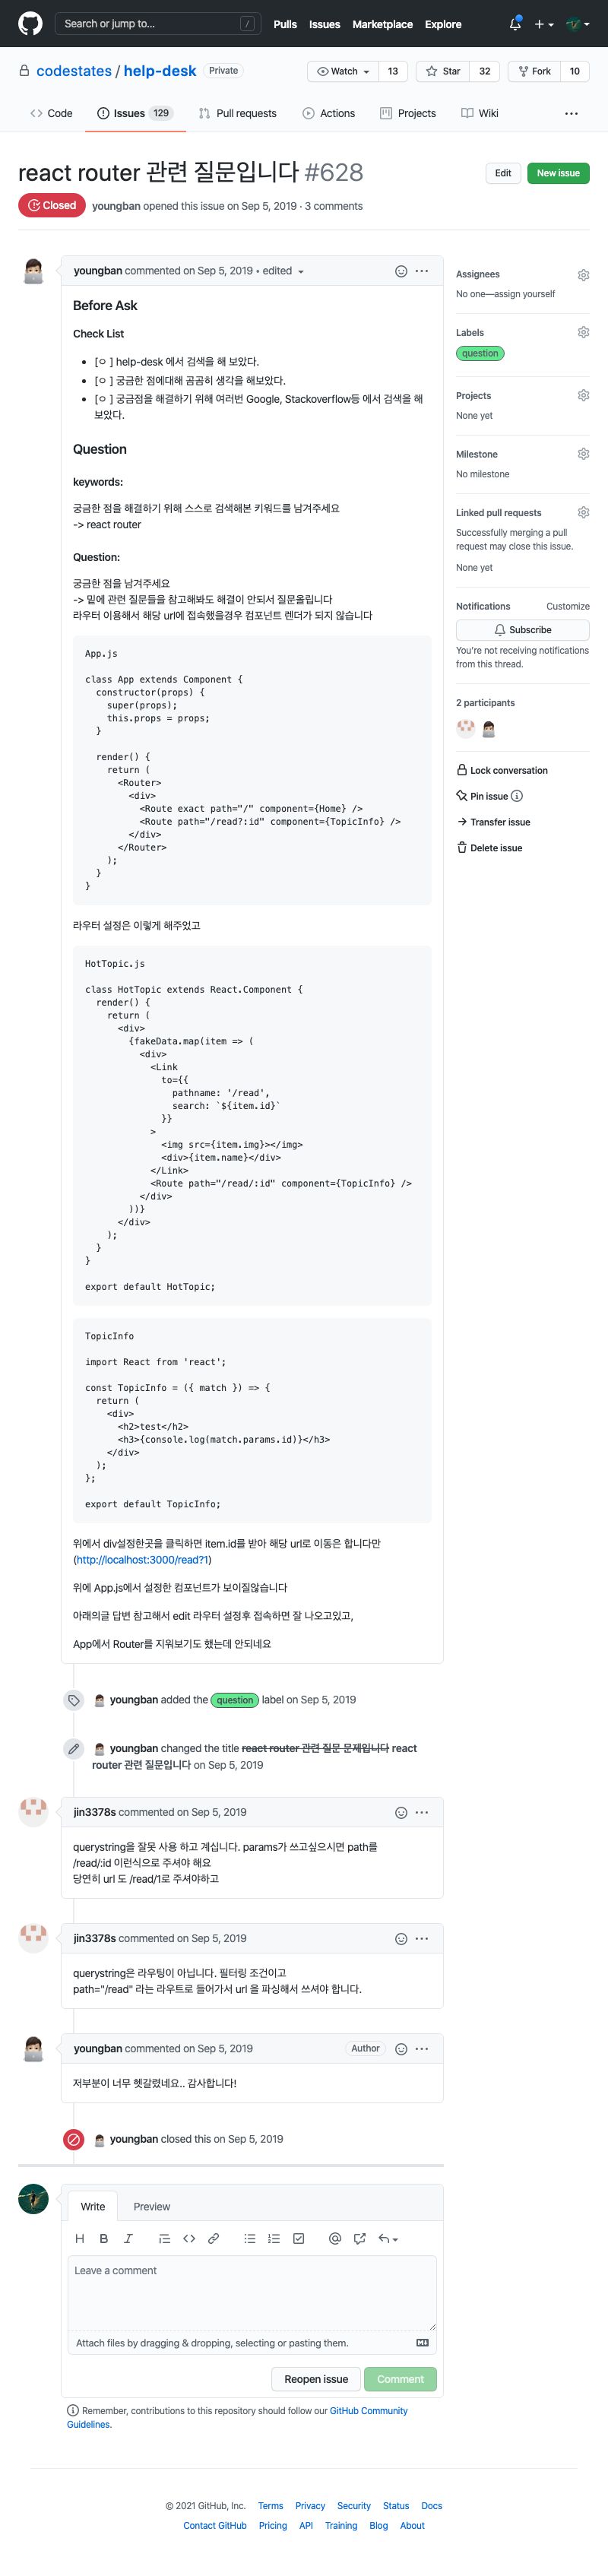 Search or jump to... /
Pulls Issues Marketplace Explore
codestates / help-desk Private
Watch 13 Star 32 Fork 10
Code Issues 129 Pull requests Actions Projects Wiki ...
react router 관련 질문입니다 #628
Edit New issue
Closed youngban opened this issue on Sep 5, 2019 · 3 comments
youngban commented on Sep 5, 2019 • edited
Before Ask
Check List
• [ㅇ ] help-desk 에서 검색을 해 보았다.
• [ㅇ ] 궁금한 점에대해 곰곰히 생각을 해보았다.
• [ㅇ ] 궁금점을 해결하기 위해 여러번 Google, Stackoverflow등 에서 검색을 해
보았다.
Question
keywords:
궁금한 점을 해결하기 위해 스스로 검색해본 키워드를 남겨주세요
-> react router
Question:
궁금한 점을 남겨주세요
-> 밑에 관련 질문들을 참고해봐도 해결이 안되서 질문올립니다
라우터 이용해서 해당 url에 접속했을경우 컴포넌트 렌더가 되지 않습니다
App.js
class App extends Component {
constructor(props) {
super(props);
this.props = props;
}
render() {
return (
<Router>
<div>
<Route exact path="/" component={Home} />
<Route path="/read?:id" component={TopicInfo} />
</div>
</Router>
);
}
}
라우터 설정은 이렇게 해주었고
HotTopic.js
class HotTopic extends React.Component {
render() {
return (
<div>
{fakeData.map(item => (
<div>
<Link
to={{
pathname: '/read',
search: `${item.id}`
}}
>
<img src={item.img}></img>
<div>{item.name}</div>
</Link>
<Route path="/read/:id" component={TopicInfo} />
</div>
))}
</div>
);
}
}
export default HotTopic;
TopicInfo
import React from 'react';
const TopicInfo = ({ match }) => {
return (
<div>
<h2>test</h2>
<h3>{console.log(match.params.id)}</h3>
</div>
);
};
export default TopicInfo;
위에서 div설정한곳을 클릭하면 item.id를 받아 해당 url로 이동은 합니다만
(http://localhost:3000/read?1)
위에 App.js에서 설정한 컴포넌트가 보이질않습니다
아래의글 답변 참고해서 edit 라우터 설정후 접속하면 잘 나오고있고,
App에서 Router를 지워보기도 했는데 안되네요
youngban added the question label on Sep 5, 2019
youngban changed the title react router 관련 질문 문제입니다 react
router 관련 질문입니다 on Sep 5, 2019
jin3378s commented on Sep 5, 2019
querystring을 잘못 사용 하고 계십니다. params가 쓰고싶으시면 path를
/read/:id 이런식으로 주셔야 해요
당연히 url 도 /read/1로 주셔야하고
jin3378s commented on Sep 5, 2019
querystring은 라우팅이 아닙니다. 필터링 조건이고
path="/read" 라는 라우트로 들어가서 url 을 파싱해서 쓰셔야 합니다.
youngban commented on Sep 5, 2019 Author
저부분이 너무 헷갈렸네요.. 감사합니다!
youngban closed this on Sep 5, 2019
Write Preview
H B I
Leave a comment
Attach files by dragging & dropping, selecting or pasting them.
Reopen issue Comment
Remember, contributions to this repository should follow our GitHub Community
Guidelines.
Assignees
No one—assign yourself
Labels
question
Projects
None yet
Milestone
No milestone
Linked pull requests
Successfully merging a pull
request may close this issue.
None yet
Notifications Customize
Subscribe
You're not receiving notifications
from this thread.
2 participants
Lock conversation
Pin issue
Transfer issue
Delete issue
© 2021 GitHub, Inc. Terms Privacy Security Status Docs
Contact GitHub Pricing API Training Blog About